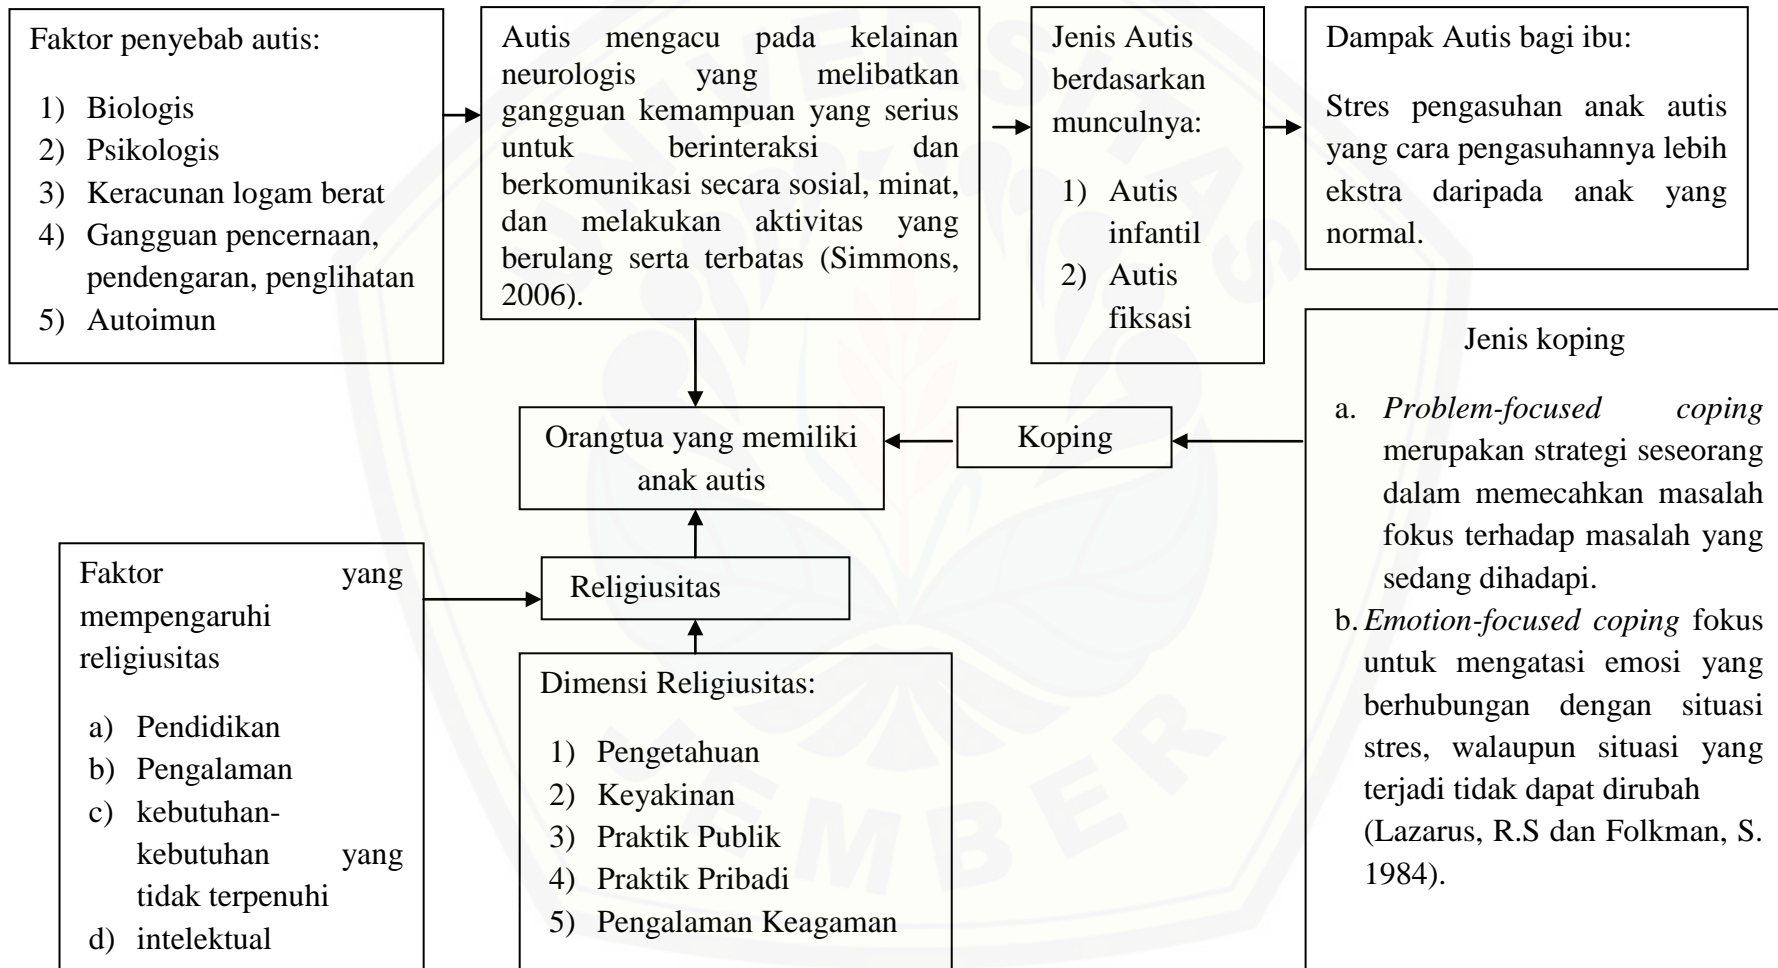 Faktor penyebab autis:
1) Biologis
2) Psikologis
3) Keracunan logam berat
4) Gangguan pencernaan,
pendengaran, penglihatan
5) Autoimun
Autis mengacu pada kelainan
neurologis yang melibatkan
gangguan kemampuan yang serius
untuk berinteraksi dan
berkomunikasi secara sosial, minat,
dan melakukan aktivitas yang
berulang serta terbatas (Simmons,
2006).
Jenis Autis
berdasarkan
munculnya:
1) Autis
infantil
2) Autis
fiksasi
Dampak Autis bagi ibu:
Stres pengasuhan anak autis
yang cara pengasuhannya lebih
ekstra daripada anak yang
normal.
Orangtua yang memiliki
anak autis
Koping
Jenis koping
a. Problem-focused coping
merupakan strategi seseorang
dalam memecahkan masalah
fokus terhadap masalah yang
sedang dihadapi.
b. Emotion-focused coping fokus
untuk mengatasi emosi yang
berhubungan dengan situasi
stres, walaupun situasi yang
terjadi tidak dapat dirubah
(Lazarus, R.S dan Folkman, S.
1984).
Faktor yang
mempengaruhi
religiusitas
a) Pendidikan
b) Pengalaman
c) kebutuhan-
kebutuhan yang
tidak terpenuhi
d) intelektual
Religiusitas
Dimensi Religiusitas:
1) Pengetahuan
2) Keyakinan
3) Praktik Publik
4) Praktik Pribadi
5) Pengalaman Keagaman
UNIVERSITAS
JEMBER